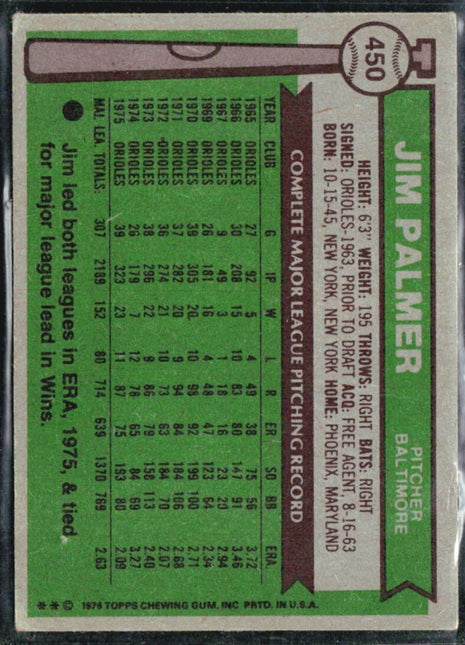 450
JIM PALMER
PITCHER
BALTIMORE
HEIGHT: 6'3" WEIGHT: 195 THROWS: RIGHT BATS: RIGHT
SIGNED: ORIOLES-1963, PRIOR TO DRAFT ACQ: FREE AGENT, 8-16-63
BORN: 10-15-45, NEW YORK, NEW YORK HOME: PHOENIX, MARYLAND
COMPLETE MAJOR LEAGUE PITCHING RECORD
YEAR CLUB G IP W L R ER SO BB ERA
1965 ORIOLES 27 92 5 4 49 38 75 56 3.72
1966 ORIOLES 30 208 15 10 83 80 147 91 3.46
1967 ORIOLES 9 49 3 1 18 16 23 20 2.94
1969 ORIOLES 26 181 16 4 48 47 123 64 2.34
1970 ORIOLES 39 305 20 10 98 92 199 100 2.71
1971 ORIOLES 37 282 20 9 94 84 184 106 2.68
1972 ORIOLES 36 274 21 10 73 63 184 70 2.07
1973 ORIOLES 38 296 22 9 86 79 158 113 2.40
1974 ORIOLES 26 179 7 12 78 65 84 69 3.27
1975 ORIOLES 39 323 23 11 87 75 193 80 2.09
MAJ. LEA. TOTALS: 307 2189 152 80 714 639 1370 769 2.63
Jim led both leagues in ERA, 1975, & tied
for major league lead in Wins.
** © 1976 TOPPS CHEWING GUM, INC PRTD. IN U.S.A.